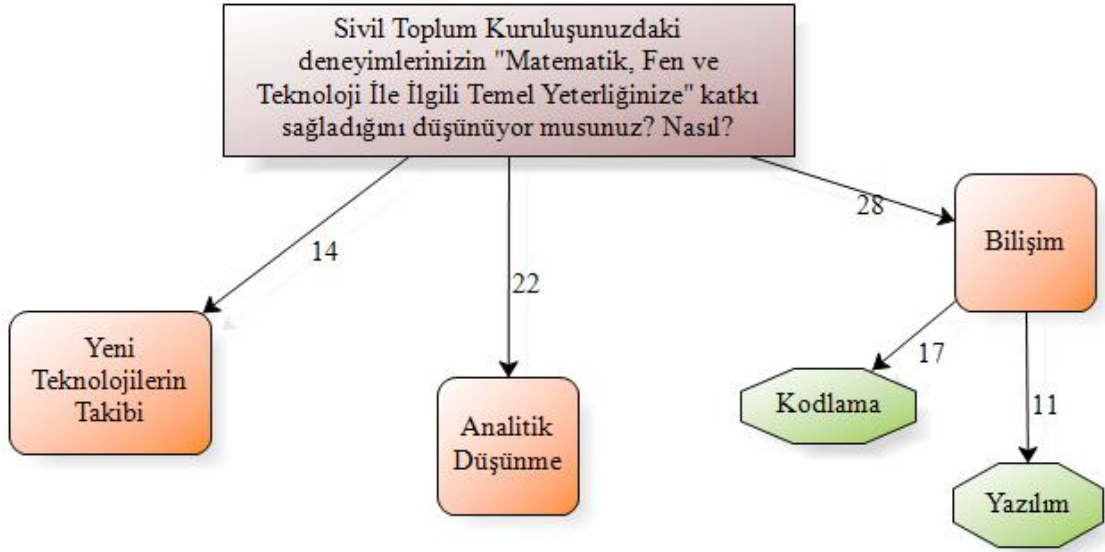 Sivil Toplum Kuruluşunuzdaki
deneyimlerinizin "Matematik, Fen ve
Teknoloji İle İlgili Temel Yeterliğinize" katkı
sağladığını düşünüyor musunuz? Nasıl?
14
22
28
Bilişim
Yeni
Teknolojilerin
Takibi
Analitik
Düşünme
17
11
Kodlama
Yazılım